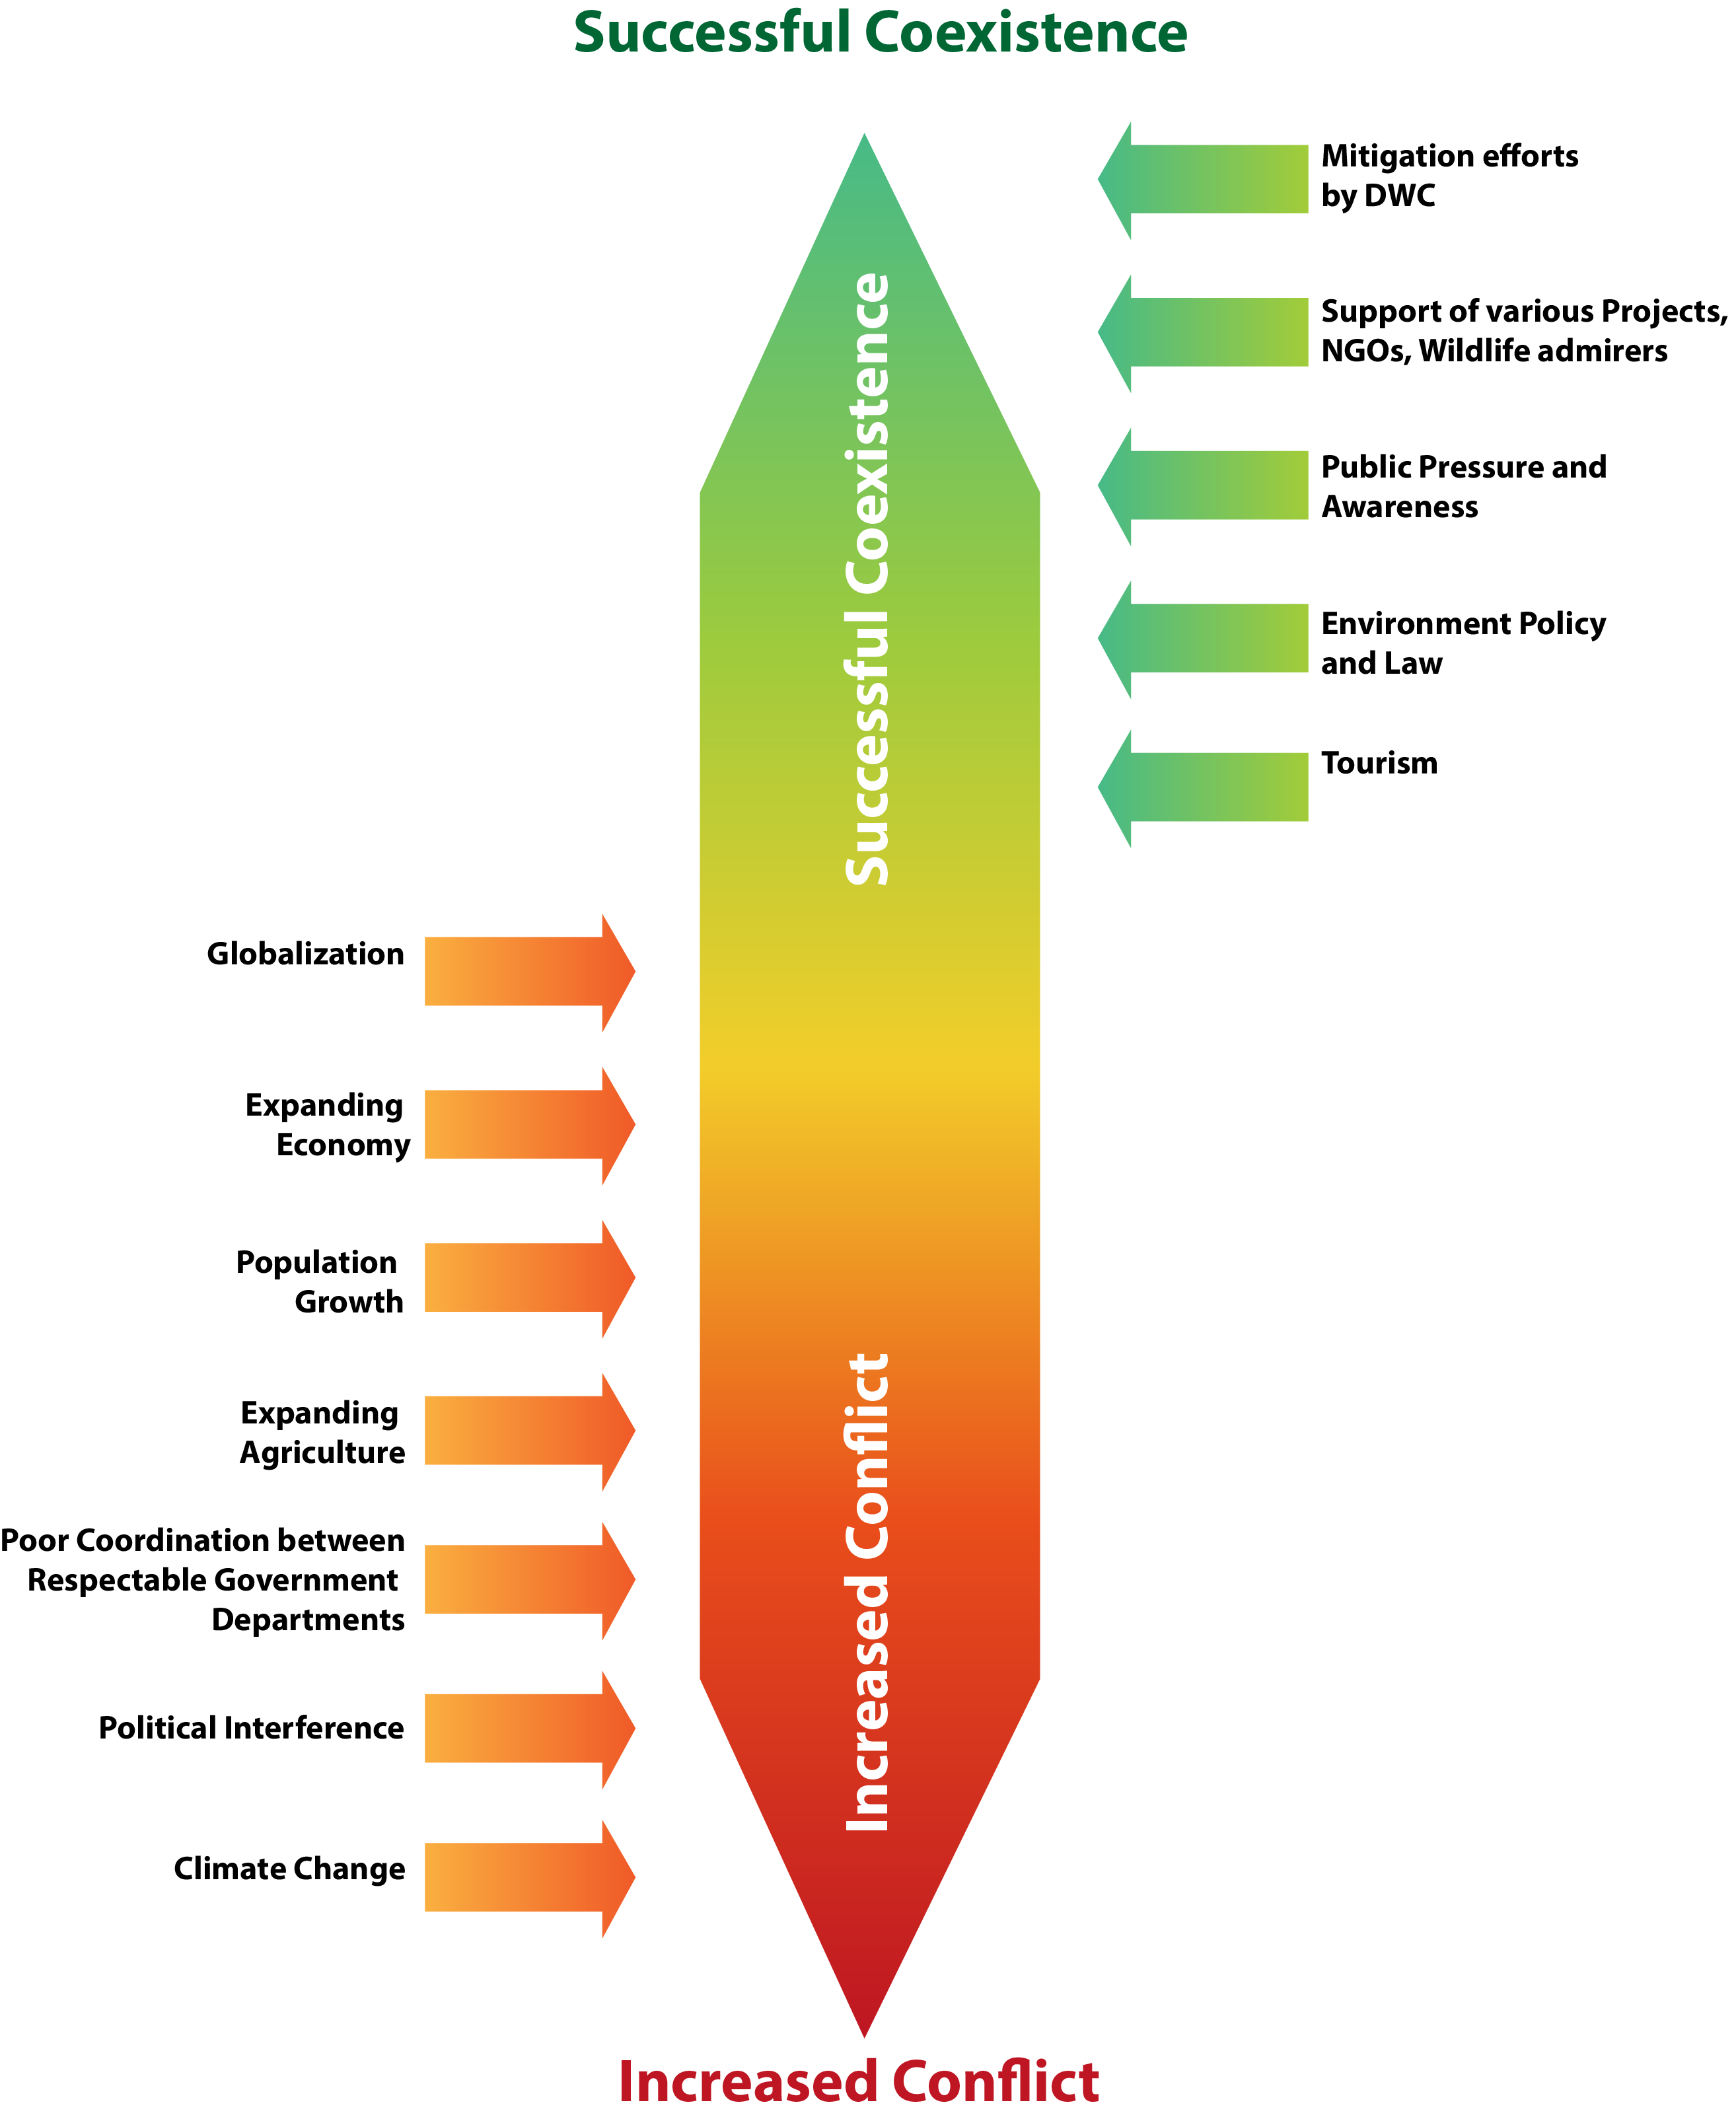 Successful Coexistence
Mitigation efforts
by DWC
Support of various Projects,
NGOs, Wildlife admirers
Public Pressure and
Awareness
Environment Policy
and Law
Tourism
Successful Coexistence
Globalization
Expanding
Economy
Population
Growth
Expanding
Agriculture
Poor Coordination between
Respectable Government
Departments
Political Interference
Climate Change
Increased Conflict
Increased Conflict